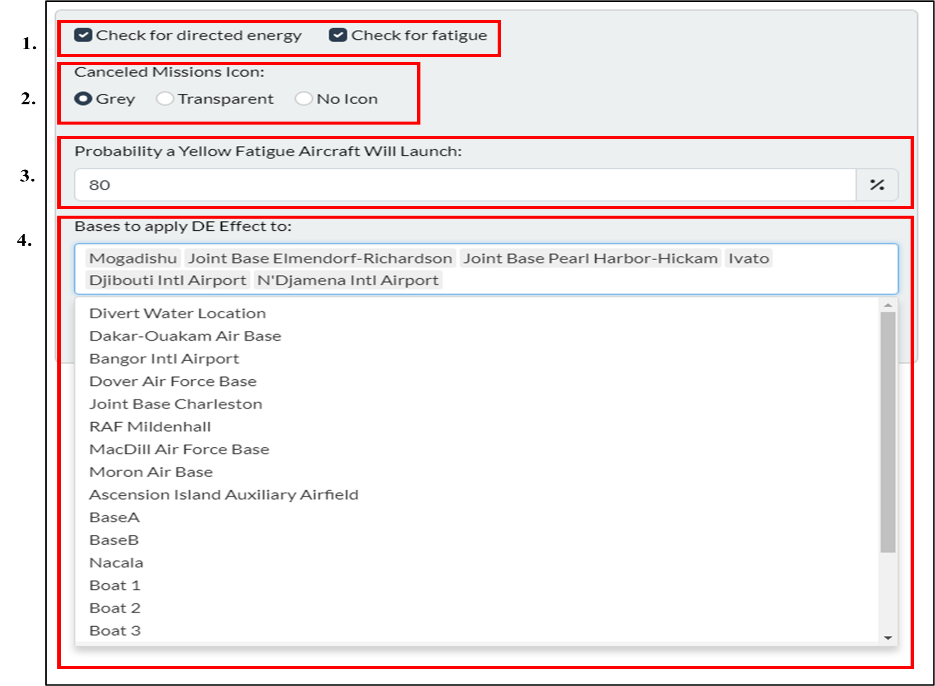 1. Check for directed energy Check for fatigue
Canceled Missions Icon:
2. Grey Transparent No Icon
Probability a Yellow Fatigue Aircraft Will Launch:
3. 80 %
4. Bases to apply DE Effect to:
Mogadishu Joint Base Elmendorf-Richardson Joint Base Pearl Harbor-Hickam Ivato
Djibouti Intl Airport N'Djamena Intl Airport
Divert Water Location
Dakar-Ouakam Air Base
Bangor Intl Airport
Dover Air Force Base
Joint Base Charleston
RAF Mildenhall
MacDill Air Force Base
Moron Air Base
Ascension Island Auxiliary Airfield
BaseA
BaseB
Nacala
Boat 1
Boat 2
Boat 3